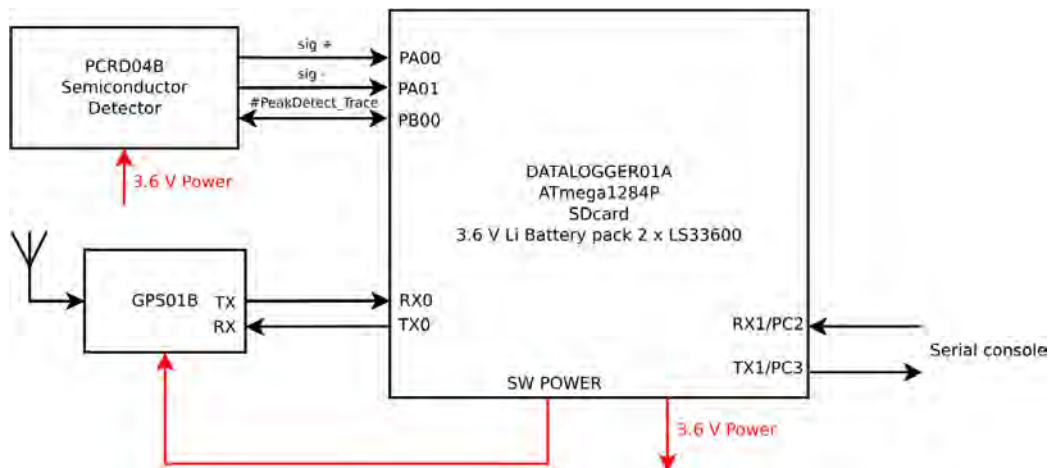 PCRD04B
Semiconductor
Detector
sig +
sig -
#PeakDetect_Trace
PA00
PA01
PB00
3.6 V Power
DATALOGGER01A
ATmega1284P
SDcard
3.6 V Li Battery pack 2 x LS33600
GPS01B
TX
RX
RX0
TX0
RX1/PC2
TX1/PC3
Serial console
SW POWER
3.6 V Power